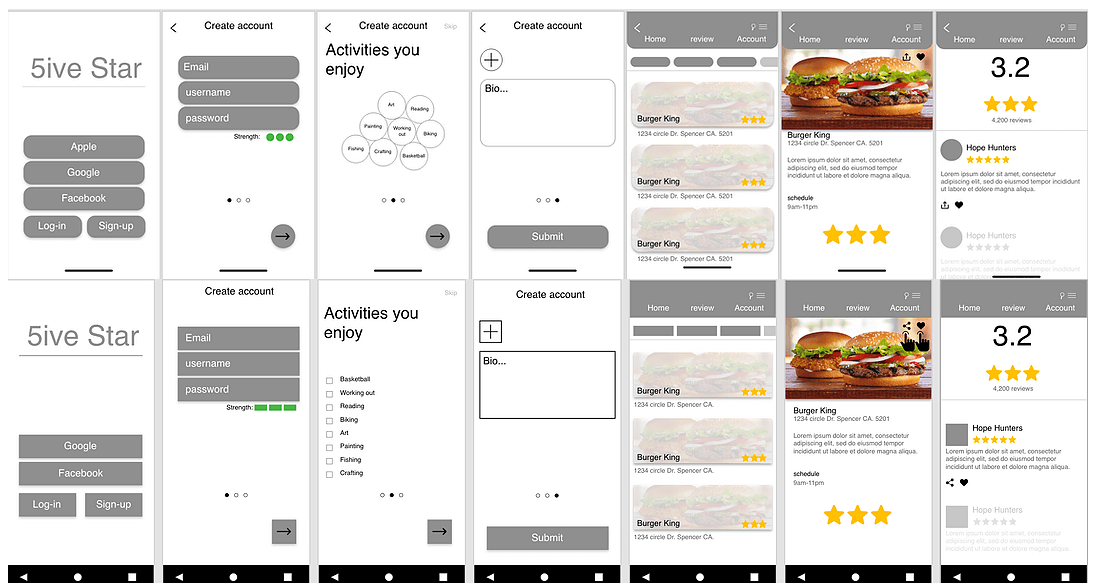 5ive Star
Apple
Google
Facebook
Log-in
Sign-up
Create account
Email
username
password
Strength:
Create account
Skip
Activities you
enjoy
Art
Reading
Painting
Working
out
Biking
Fishing
Crafting
Basketball
Create account
Bio...
Submit
Home
review
Account
Burger King
1234 circle Dr. Spencer CA. 5201
Burger King
1234 circle Dr. Spencer CA. 5201
Burger King
1234 circle Dr. Spencer CA. 5201
Home
review
Account
Burger King
1234 circle Dr. Spencer CA. 5201
Lorem ipsum dolor sit amet, consectetur
adipiscing elit, sed do eiusmod tempor
incididunt ut labore et dolore magna aliqua.
schedule
9am-11pm
Home
review
Account
3.2
4,200 reviews
Hope Hunters
Lorem ipsum dolor sit amet, consectetur
adipiscing elit, sed do eiusmod tempor incididunt
ut labore et dolore magna aliqua.
Hope Hunters
Lorem ipsum dolor sit amet, consectetur
5ive Star
Google
Facebook
Log-in
Sign-up
Create account
Email
username
password
Strength:
Skip
Activities you
enjoy
Basketball
Working out
Reading
Biking
Art
Painting
Fishing
Crafting
Create account
Bio...
Submit
Home
review
Account
Burger King
1234 circle Dr. Spencer CA.
Burger King
1234 circle Dr. Spencer CA.
Burger King
1234 circle Dr. Spencer CA.
Home
review
Account
Burger King
1234 circle Dr. Spencer CA. 5201
Lorem ipsum dolor sit amet, consectetur
adipiscing elit, sed do eiusmod tempor
incididunt ut labore et dolore magna aliqua.
schedule
9am-11pm
Home
review
Account
3.2
4,200 reviews
Hope Hunters
Lorem ipsum dolor sit amet, consectetur
adipiscing elit, sed do eiusmod tempor
incididunt ut labore et dolore magna aliqua.
Hope Hunters
Lorem ipsum dolor sit amet, consectetur